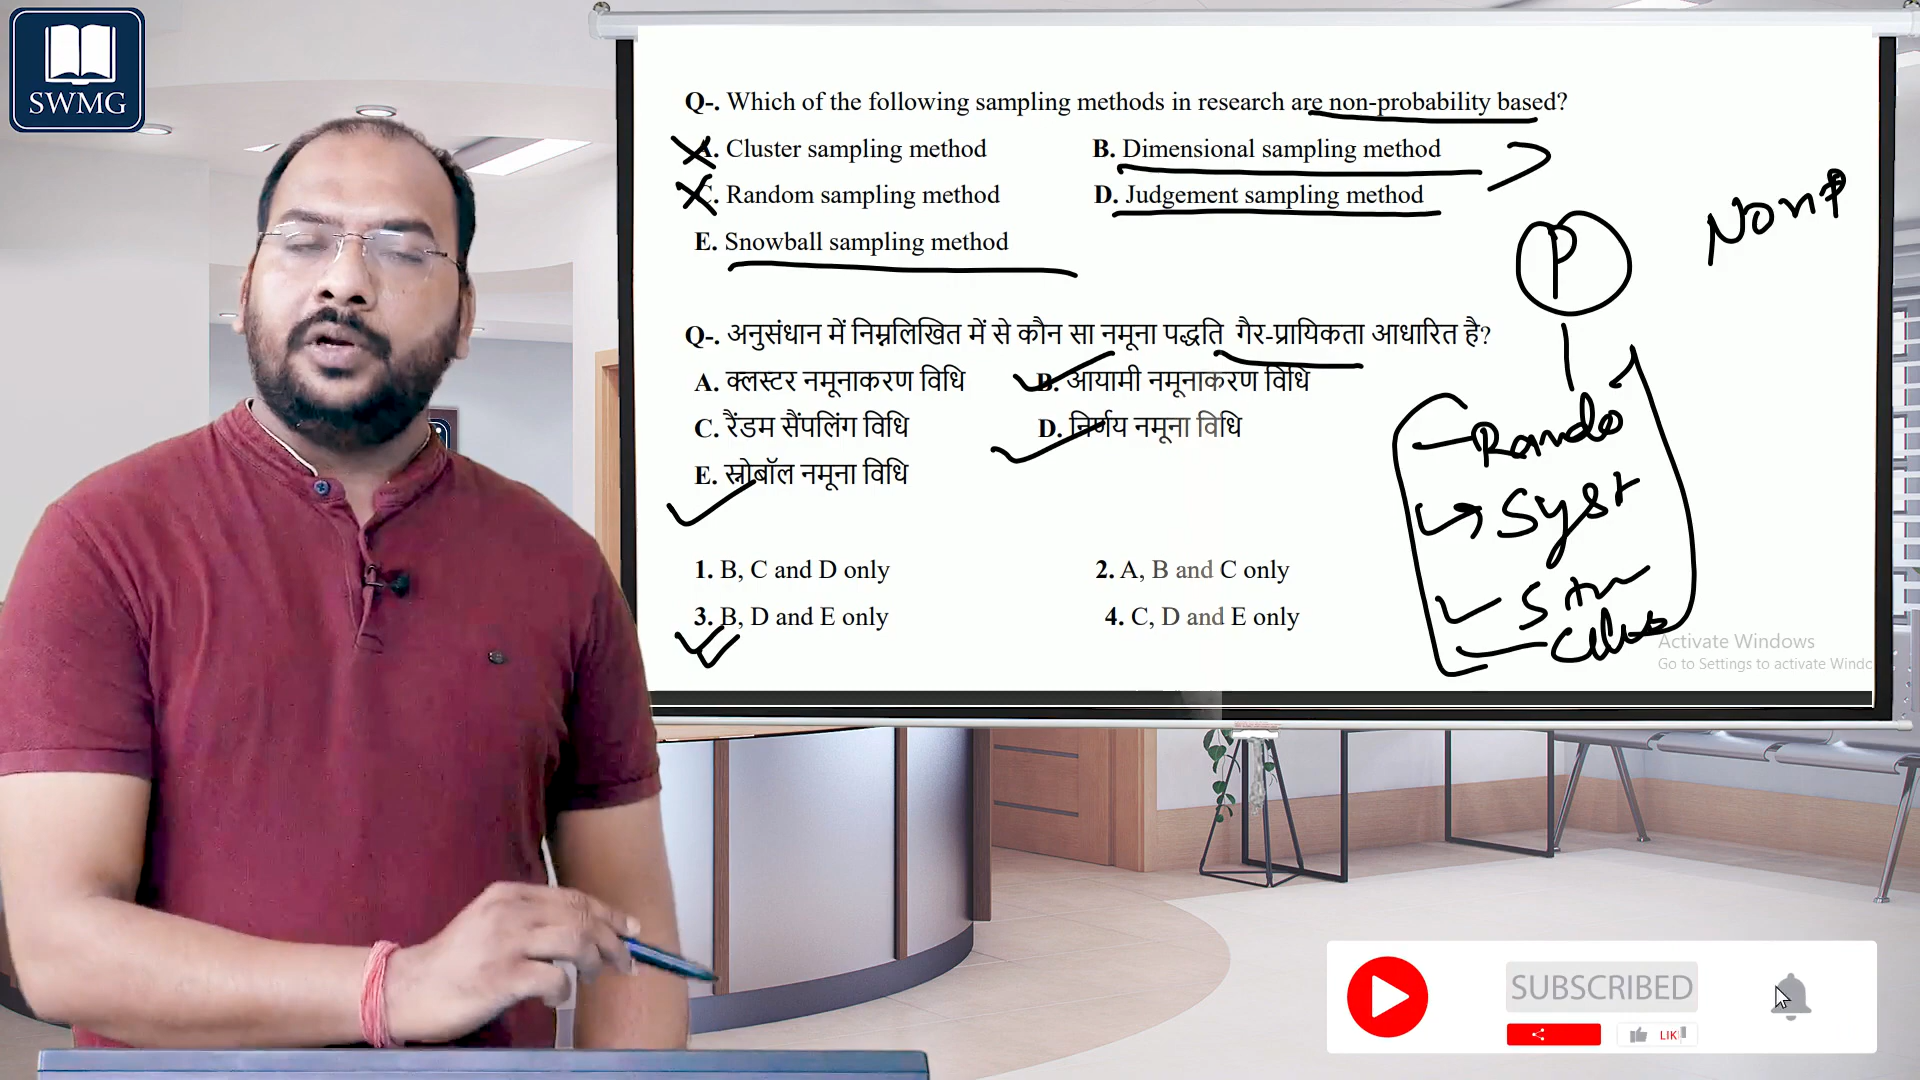 SWMG
Q-. Which of the following sampling methods in research are non-probability based?
A. Cluster sampling method B. Dimensional sampling method
C. Random sampling method D. Judgement sampling method
E. Snowball sampling method
Non P
P
Q-. अनुसंधान में निम्नलिखित में से कौन सा नमूना पद्धति गैर-प्रायिकता आधारित है?
A. क्लस्टर नमूनाकरण विधि B. आयामी नमूनाकरण विधि
C. रैंडम सैंपलिंग विधि D. निर्णय नमूना विधि
E. स्नोबॉल नमूना विधि
Syst
1. B, C and D only 2. A, B and C only
3. B, D and E only 4. C, D and E only
Activate Windows
Go to Settings to activate Windo
SUBSCRIBED
LIK